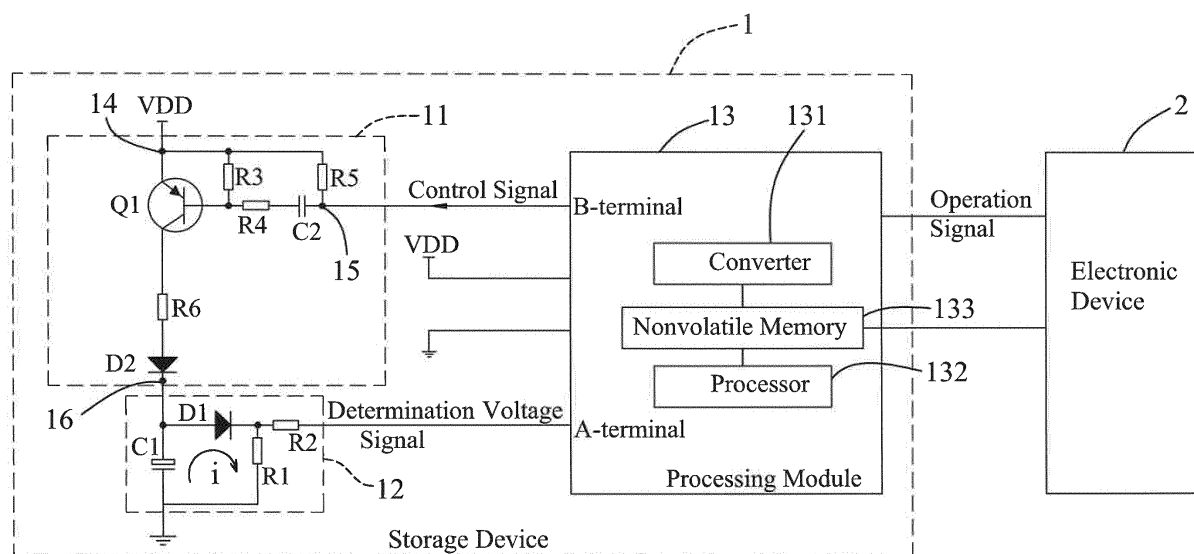 1
14
VDD
11
13
131
2
R3
R5
Q1
R4
C2
Control Signal
B-terminal
Operation
Signal
15
VDD
Converter
Electronic
Device
R6
Nonvolatile Memory
133
D2
Processor
132
16
D1
Determination Voltage
Signal
A-terminal
C1
R2
i
R1
12
Processing Module
Storage Device